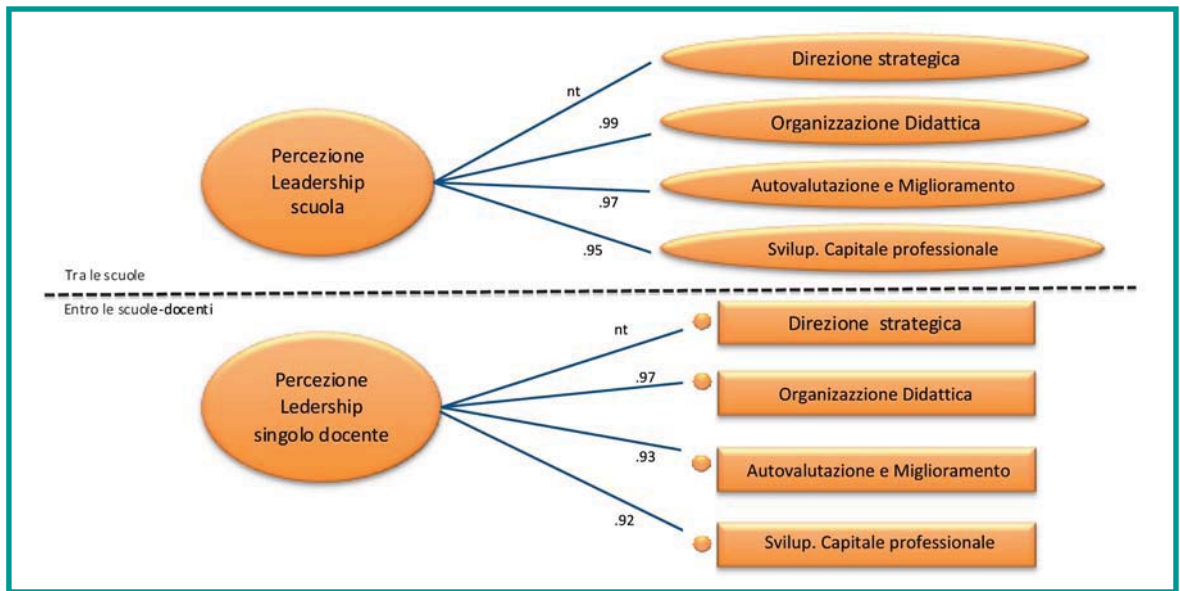 Direzione strategica
nt
.99
Organizzazione Didattica
Percezione
Leadership
scuola
Autovalutazione e Miglioramento
.97
.95
Svilup. Capitale professionale
Tra le scuole
Entro le scuole-docenti
Direzione strategica
nt
.97
Percezione
Ledership
singolo docente
Organizazzione Didattica
.93
Autovalutazione e Miglioramento
.92
Svilup. Capitale professionale